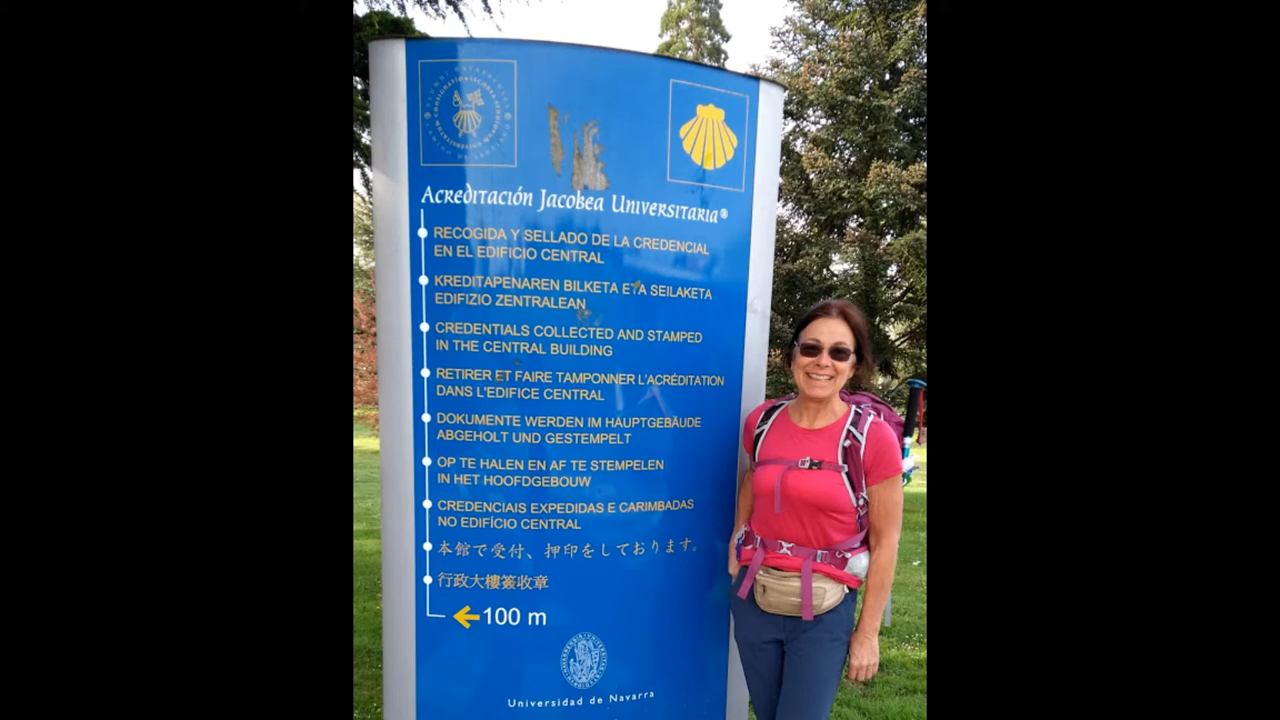 Acreditación Jacobea Universitaria®
RECOGIDA Y SELLADO DE LA CREDENCIAL
EN EL EDIFICIO CENTRAL
KREDITAPENAREN BILKETA ETA SEILAKETA
EDIFIZIO ZENTRALEAN
CREDENTIALS COLLECTED AND STAMPED
IN THE CENTRAL BUILDING
RETIRER ET FAIRE TAMPONNER L'ACRÉDITATION
DANS L'EDIFICE CENTRAL
DOKUMENTE WERDEN IM HAUPTGEBÄUDE
ABGEHOLT UND GESTEMPELT
OP TE HALEN EN AF TE STEMPELEN
IN HET HOOFDGEBOUW
CREDENCIAIS EXPEDIDAS E CARIMBADAS
NO EDIFÍCIO CENTRAL
本館で受付、押印をしております。
行政大樓簽收章
100 m
Universidad de Navarra